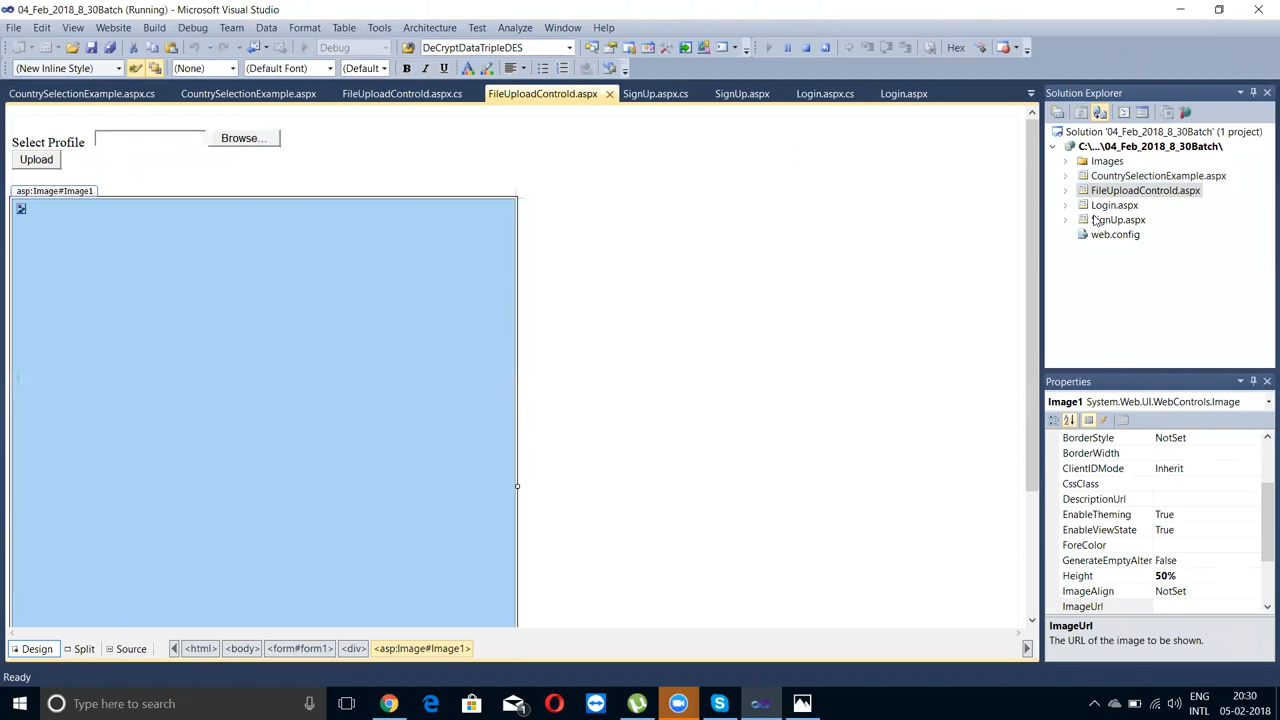 04_Feb_2018_8_30Batch (Running) - Microsoft Visual Studio
File Edit View Website Build Debug Team Data Format Table Tools Architecture Test Analyze Window Help
Debug DeCryptDataTripleDES Hex
(New Inline Style) (None) (Default Font) (Default B I U
CountrySelectionExample.aspx.cs CountrySelectionExample.aspx FileUploadControld.aspx.cs FileUploadControld.aspx SignUp.aspx.cs SignUp.aspx Login.aspx.cs Login.aspx
Select Profile Browse...
Upload
asp:Image#Image1
Solution Explorer
Solution '04_Feb_2018_8_30Batch' (1 project)
C:\...\04_Feb_2018_8_30Batch\
Images
CountrySelectionExample.aspx
FileUploadControld.aspx
Login.aspx
SignUp.aspx
web.config
Properties
Image1 System.Web.UI.WebControls.Image
BorderStyle NotSet
BorderWidth
ClientIDMode Inherit
CssClass
DescriptionUrl
EnableTheming True
EnableViewState True
ForeColor
GenerateEmptyAlter False
Height 50%
ImageAlign NotSet
ImageUrl
ImageUrl
The URL of the image to be shown.
Design Split Source <html> <body> <form#form1> <div> <asp:Image#Image1>
Ready
Type here to search
1
ENG
INTL
20:30
05-02-2018